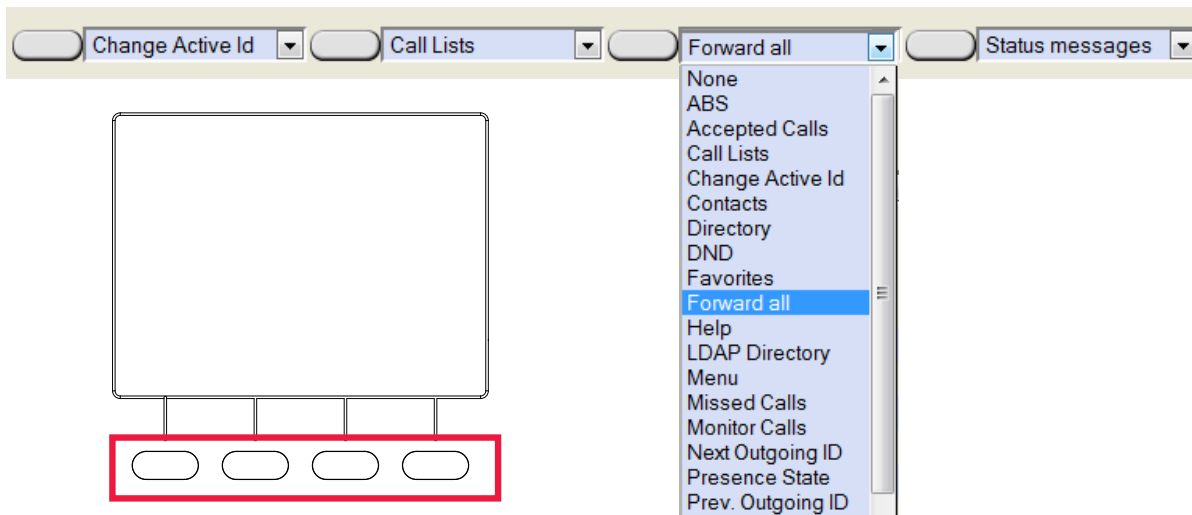 Change Active Id Call Lists Forward all Status messages
None
ABS
Accepted Calls
Call Lists
Change Active Id
Contacts
Directory
DND
Favorites
Forward all
Help
LDAP Directory
Menu
Missed Calls
Monitor Calls
Next Outgoing ID
Presence State
Prev. Outgoing ID